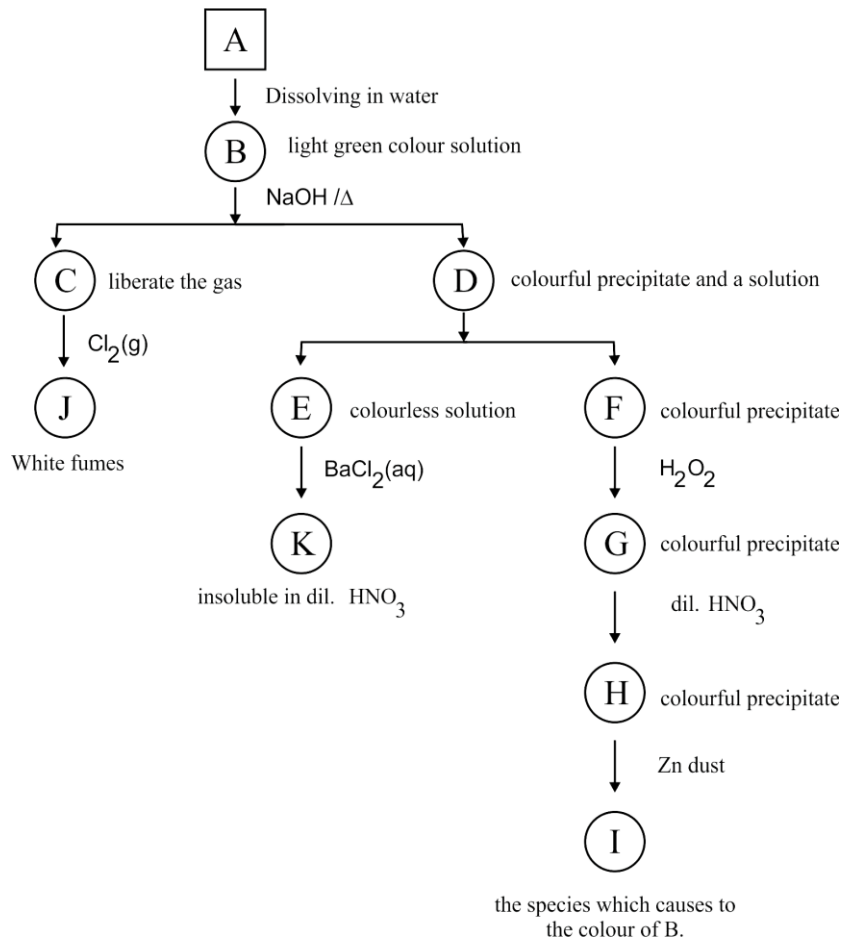 A
Dissolving in water
B
light green colour solution
NaOH /Δ
C
liberate the gas
D
colourful precipitate and a solution
Cl2(g)
J
White fumes
E
colourless solution
F
colourful precipitate
BaCl2(aq)
H2O2
K
insoluble in dil. HNO3
G
colourful precipitate
dil. HNO3
H
colourful precipitate
Zn dust
I
the species which causes to
the colour of B.